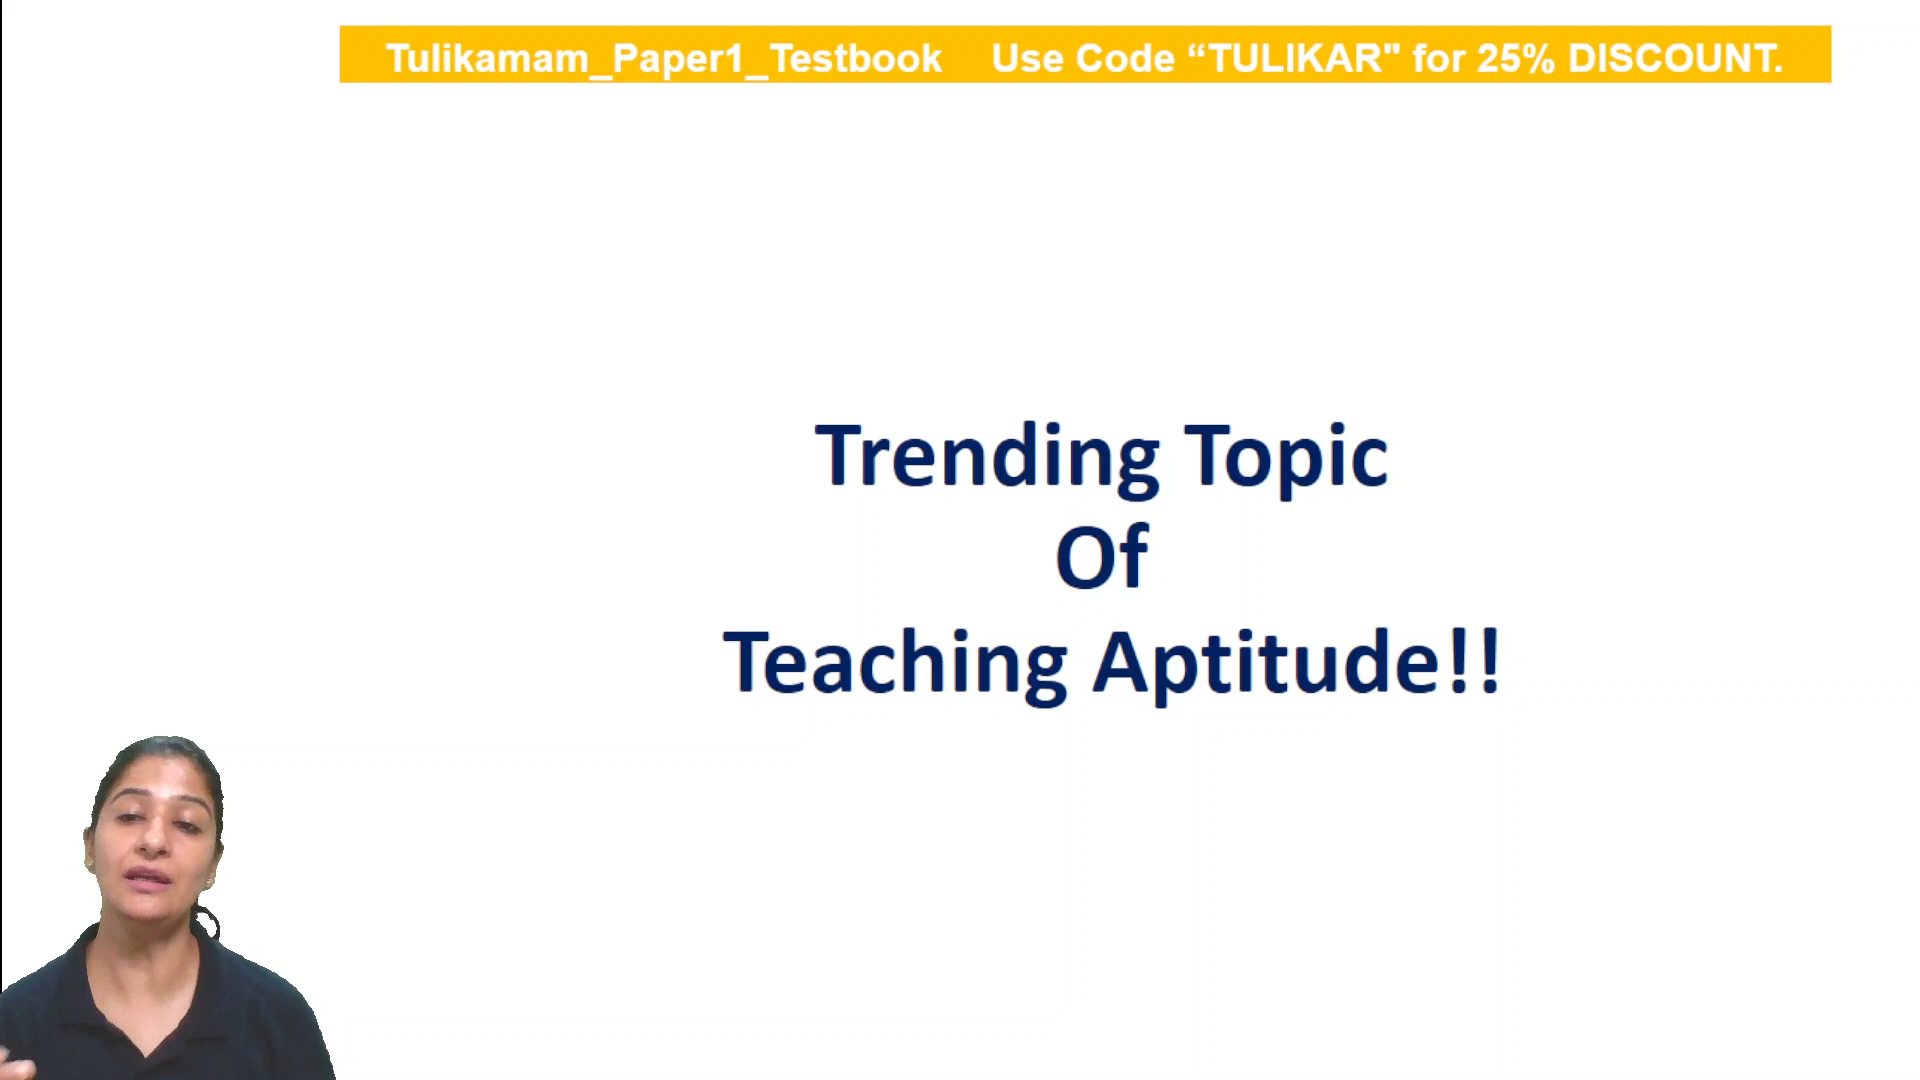 Tulikamam_Paper1_Testbook Use Code “TULIKAR" for 25% DISCOUNT.
Trending Topic
Of
Teaching Aptitude!!